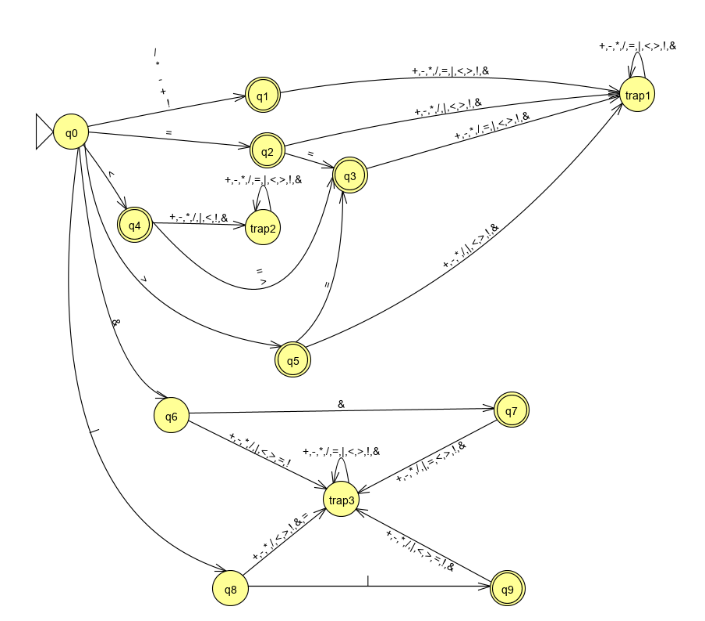 +,-,*,/,=,|,<,>,!,&
/
*
-
+
!
+,-,*,/,=,|,<,>,!,&
trap1
q1
+,-,*,/,|,<,>,!,&
+,-,*,/,=,|,<,>,!,&
q0
=
q2
=
q3
<
+,-,*,/,=,|,<,>,!,&
q4
+,-,*,/,|,<,!,&
trap2
=
>
>
=
+,-,*,/,|,<,>,!,&
&
q5
q6
&
q7
|
+,-,*,/,|,<,>,=,!
+,-,*,/,=,|,<,>,!,&
+,-,*,/,|,=,<,>,!,&
trap3
+,-,*,/,<,>,!,&,=
+,-,*,/,|,<,>,=,!,&
q8
|
q9